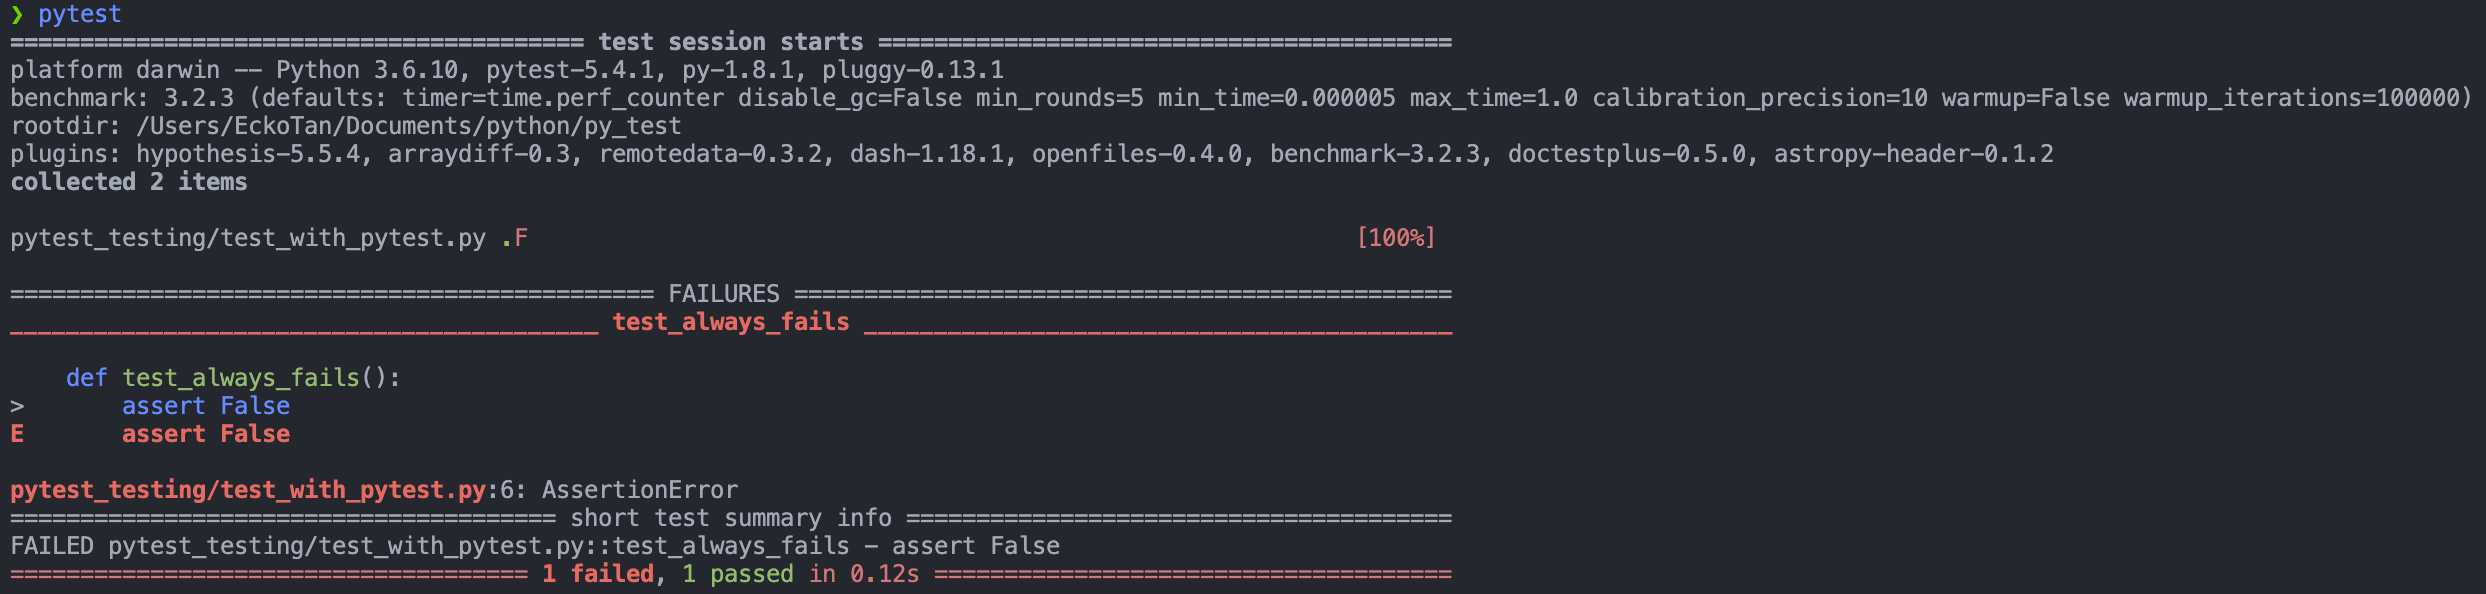 ❯ pytest
========================================= test session starts =========================================
platform darwin -- Python 3.6.10, pytest-5.4.1, py-1.8.1, pluggy-0.13.1
benchmark: 3.2.3 (defaults: timer=time.perf_counter disable_gc=False min_rounds=5 min_time=0.000005 max_time=1.0 calibration_precision=10 warmup=False warmup_iterations=100000)
rootdir: /Users/EckoTan/Documents/python/py_test
plugins: hypothesis-5.5.4, arraydiff-0.3, remotedata-0.3.2, dash-1.18.1, openfiles-0.4.0, benchmark-3.2.3, doctestplus-0.5.0, astropy-header-0.1.2
collected 2 items

pytest_testing/test_with_pytest.py .F                                                           [100%]

============================================== FAILURES ===============================================
__________________________________________ test_always_fails __________________________________________

    def test_always_fails():
>       assert False
E       assert False

pytest_testing/test_with_pytest.py:6: AssertionError
======================================= short test summary info =======================================
FAILED pytest_testing/test_with_pytest.py::test_always_fails - assert False
===================================== 1 failed, 1 passed in 0.12s =====================================